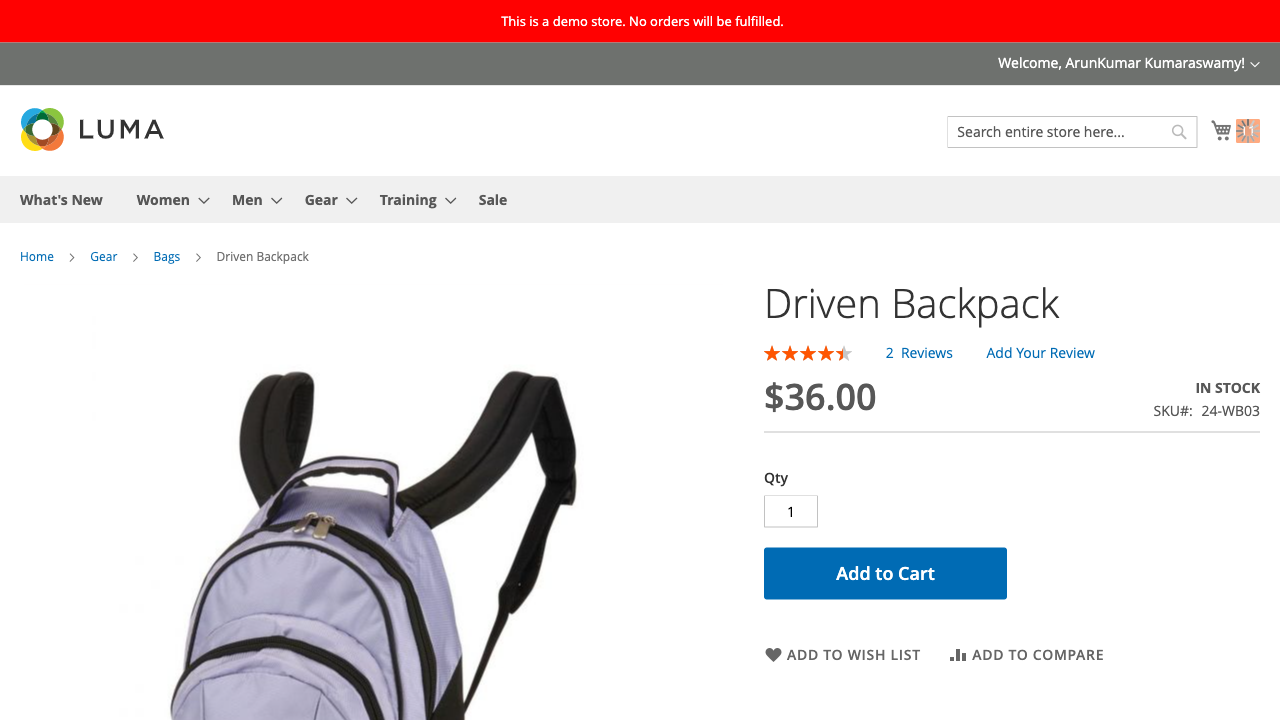 This is a demo store. No orders will be fulfilled.
Welcome, ArunKumar Kumaraswamy!
LUMA
Search entire store here...
What's New Women Men Gear Training Sale
Home Gear Bags Driven Backpack
Driven Backpack
2 Reviews Add Your Review
$36.00
IN STOCK
SKU#: 24-WB03
Qty
1
Add to Cart
ADD TO WISH LIST ADD TO COMPARE